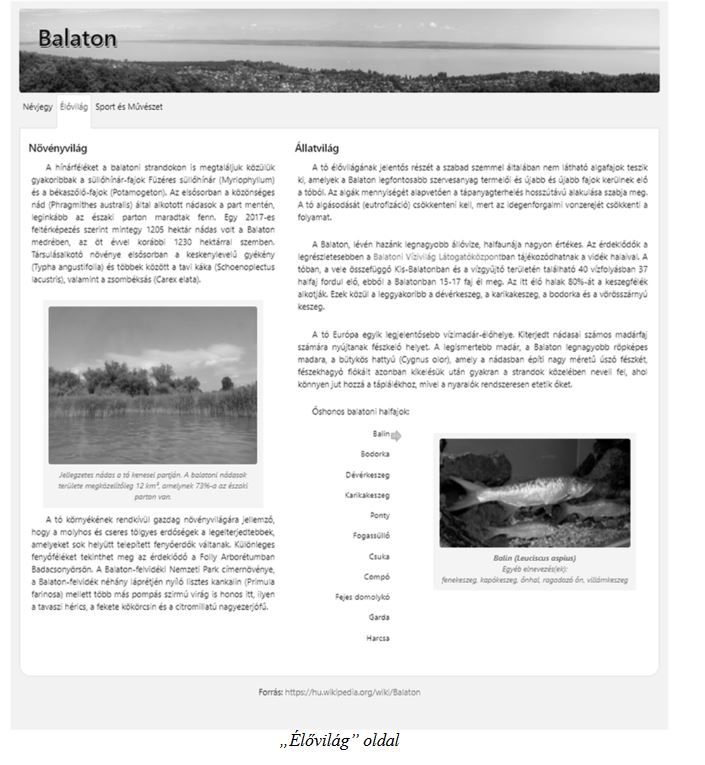 Balaton
Névjegy Élővilág Sport és Művészet
Növényvilág
A hínárféléket a balatoni strandokon is megtaláljuk közülük
gyakoribbak a süllőhínár-fajok Füzéres süllőhínár (Myriophyllum)
és a békaszőlő-fajok (Potamogeton). Az elsősorban a közönséges
nád (Phragmithes australis) által alkotott nádasok a part mentén,
leginkább az északi parton maradtak fenn. Egy 2017-es
feltérképezés szerint mintegy 1205 hektár nádas volt a Balaton
medrében, az öt évvel korábbi 1230 hektárral szemben.
Társulásalkotó növénye elsősorban a keskenylevelű gyékény
(Typha angustifolia) és többek között a tavi káka (Schoenoplectus
lacustris), valamint a zsombéksás (Carex elata).
Jellegzetes nádas a tó kenesei partján. A balatoni nádasok
területe megközelítőleg 12 km², amelynek 73%-a az északi
parton van.
A tó környékének rendkívül gazdag növényvilágára jellemző,
hogy a molyhos és cseres tölgyes erdőségek a legelterjedtebbek,
amelyeket sok helyütt telepített fenyőerdők váltanak. Különleges
fenyőféléket tekinthet meg az érdeklődő a Folly Arborétumban
Badacsonyörsön. A Balaton-felvidéki Nemzeti Park címernövénye,
a Balaton-felvidék néhány láprétjén nyíló lisztes kankalin (Primula
farinosa) mellett több más pompás szirmú virág is honos itt, ilyen
a tavaszi hérics, a fekete kökörcsin és a citromillatú nagyezerjófű.
Állatvilág
A tó élővilágának jelentős részét a szabad szemmel általában nem látható algafajok teszik
ki, amelyek a Balaton legfontosabb szervesanyag termelői és újabb és újabb fajok kerülnek elő
a tóból. Az algák mennyiségét alapvetően a tápanyagterhelés hosszútávú alakulása szabja meg.
A tó algásodását (eutrofizáció) csökkenteni kell, mert az idegenforgalmi vonzerejét csökkenti a
folyamat.
A Balaton, lévén hazánk legnagyobb állóvize, halfaunája nagyon értékes. Az érdeklődők a
legrészletesebben a Balatoni Vízivilág Látogatóközpontban tájékozódhatnak a vidék halaival. A
tóban, a vele összefüggő Kis-Balatonban és a vízgyűjtő területén található 40 vízfolyásban 37
halfaj fordul elő, ebből a Balatonban 15-17 faj él meg. Az itt élő halak 80%-át a keszegfélék
alkotják. Ezek közül a leggyakoribb a dévérkeszeg, a karikakeszeg, a bodorka és a vörösszárnyú
keszeg.
A tó Európa egyik legjelentősebb vízimadár-élőhelye. Kiterjedt nádasai számos madárfaj
számára nyújtanak fészkelő helyet. A legismertebb madár, a Balaton legnagyobb röpképes
madara, a bütykös hattyú (Cygnus olor), amely a nádasban építi nagy méretű úszó fészkét,
fészekhagyó fiókáit azonban kikelésük után gyakran a strandok közelében neveli fel, ahol
könnyen jut hozzá a táplálékhoz, mivel a nyaralók rendszeresen etetik őket.
Őshonos balatoni halfajok:
Balin
Bodorka
Dévérkeszeg
Karikakeszeg
Ponty
Fogassüllő
Csuka
Compó
Fejes domolykó
Garda
Harcsa
Balin (Leuciscus aspius)
Egyéb elnevezés(ek):
fenekeszeg, kapókeszeg, őnhal, ragadozó őn, villámkeszeg
Forrás: https://hu.wikipedia.org/wiki/Balaton
„Élővilág” oldal